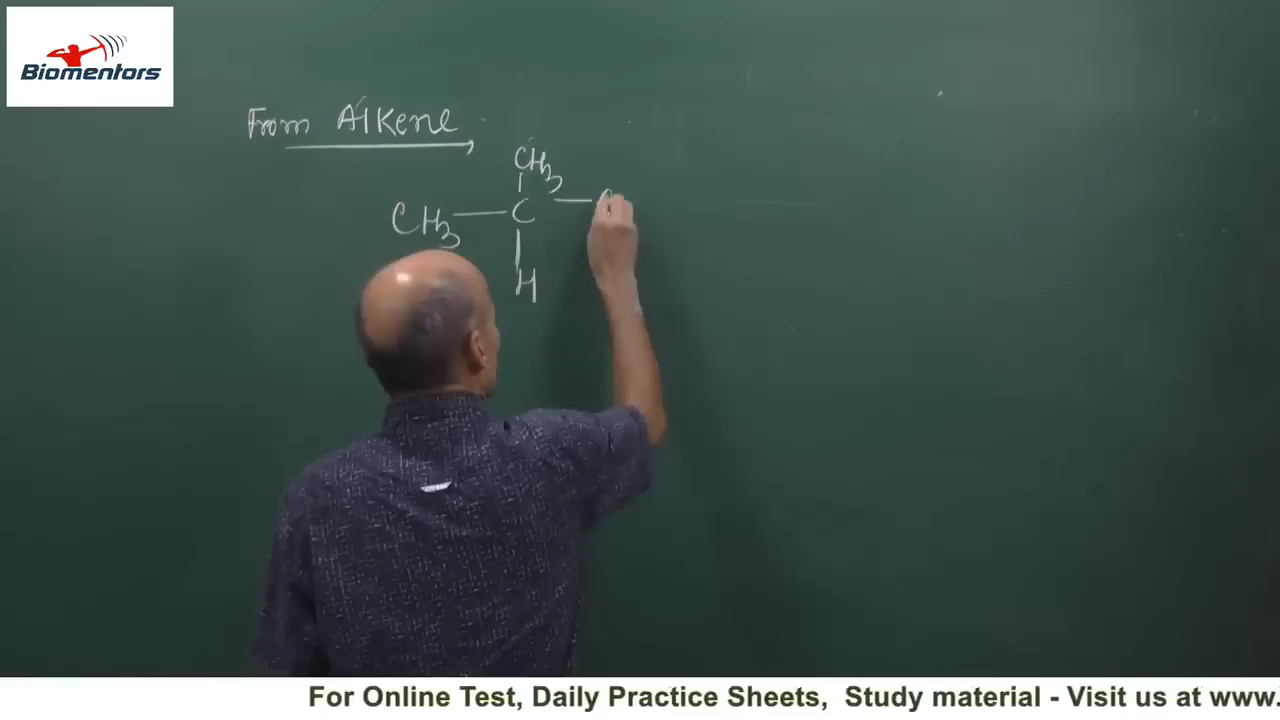 Biomentors
From Alkene
CH3
CH3 — C — C
H
For Online Test, Daily Practice Sheets, Study material - Visit us at www.